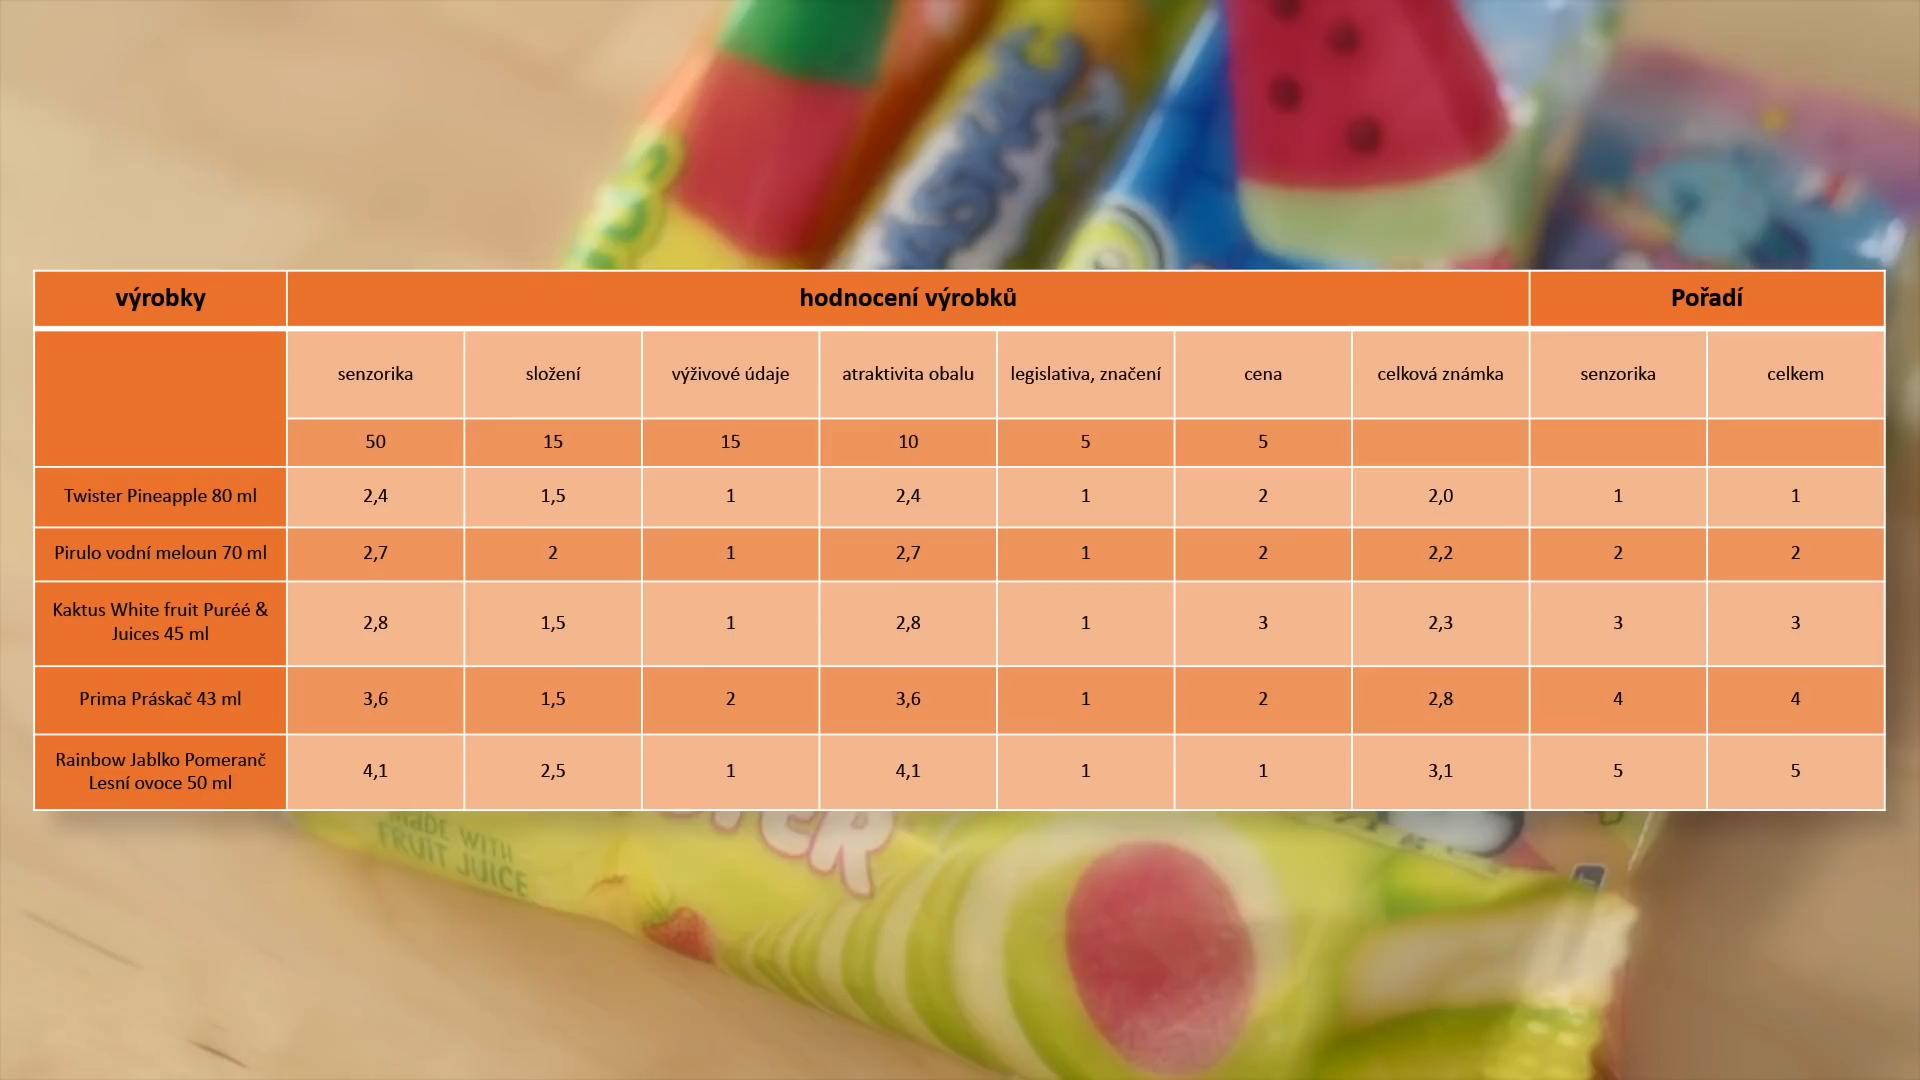 výrobky hodnocení výrobků Pořadí
senzorika složení výživové údaje atraktivita obalu legislativa, značení cena celková známka senzorika celkem
50 15 15 10 5 5
Twister Pineapple 80 ml 2,4 1,5 1 2,4 1 2 2,0 1 1
Pirulo vodní meloun 70 ml 2,7 2 1 2,7 1 2 2,2 2 2
Kaktus White fruit Puréé &
Juices 45 ml 2,8 1,5 1 2,8 1 3 2,3 3 3
Prima Práskač 43 ml 3,6 1,5 2 3,6 1 2 2,8 4 4
Rainbow Jablko Pomeranč
Lesní ovoce 50 ml 4,1 2,5 1 4,1 1 1 3,1 5 5
MADE WITH
FRUIT JUICE